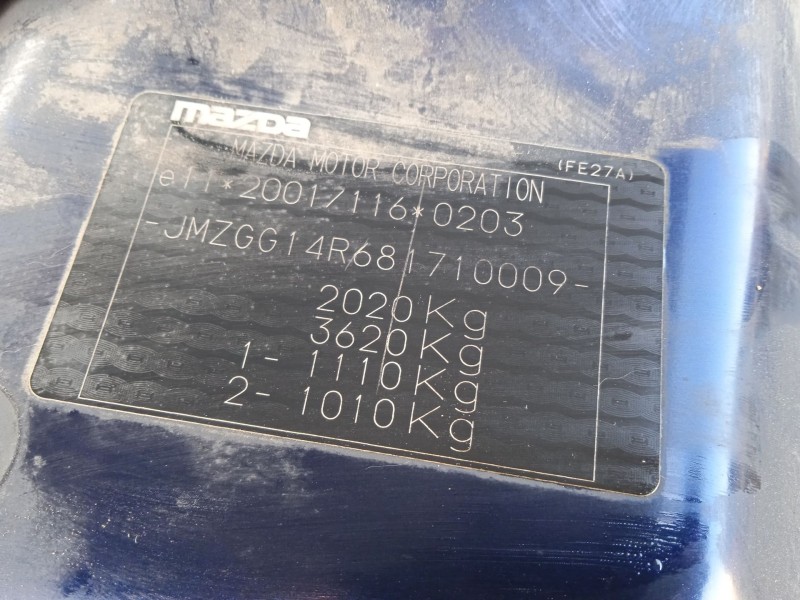 mazda
MAZDA MOTOR CORPORATION (FE27A)
e11*2001/116*0203
-JMZGG14R681710009-
2020Kg
3620Kg
1- 1110Kg
2- 1010Kg